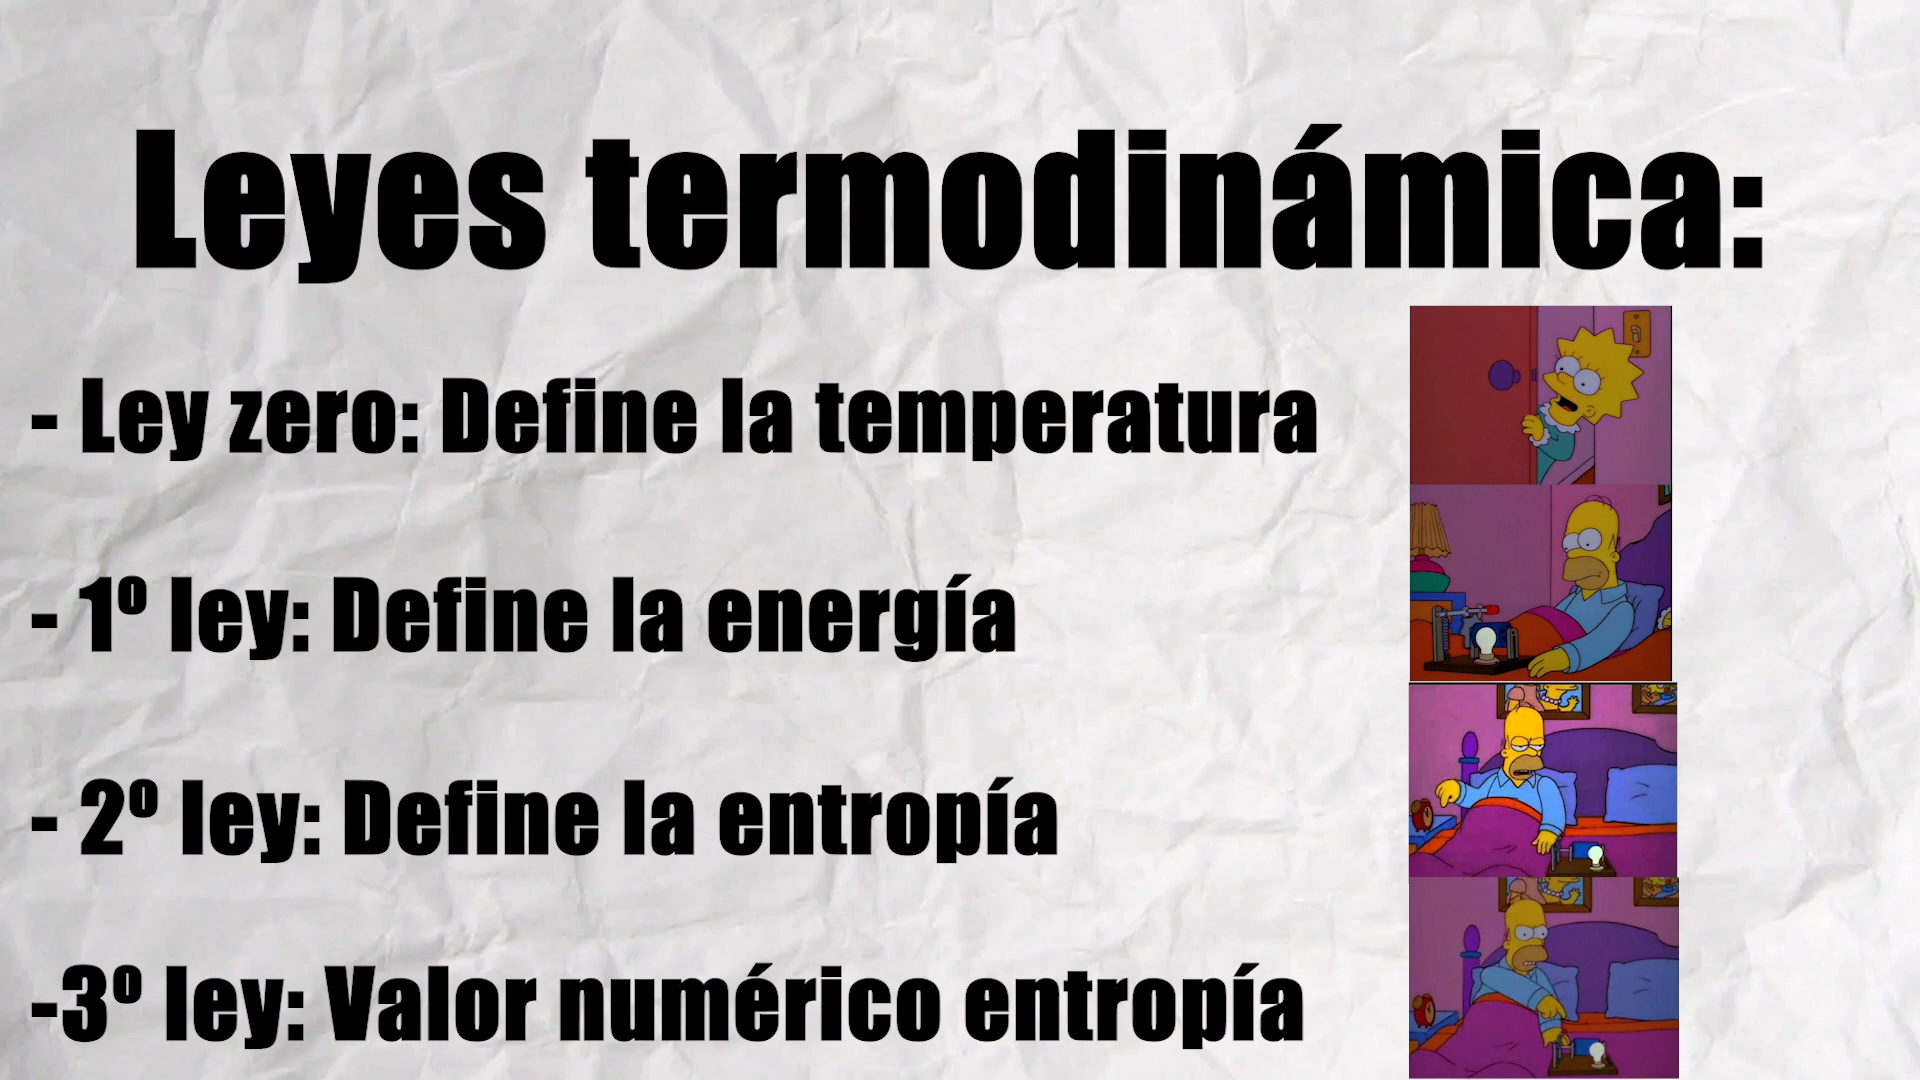 Leyes termodinámica:
- Ley zero: Define la temperatura
- 1º ley: Define la energía
- 2º ley: Define la entropía
-3º ley: Valor numérico entropía